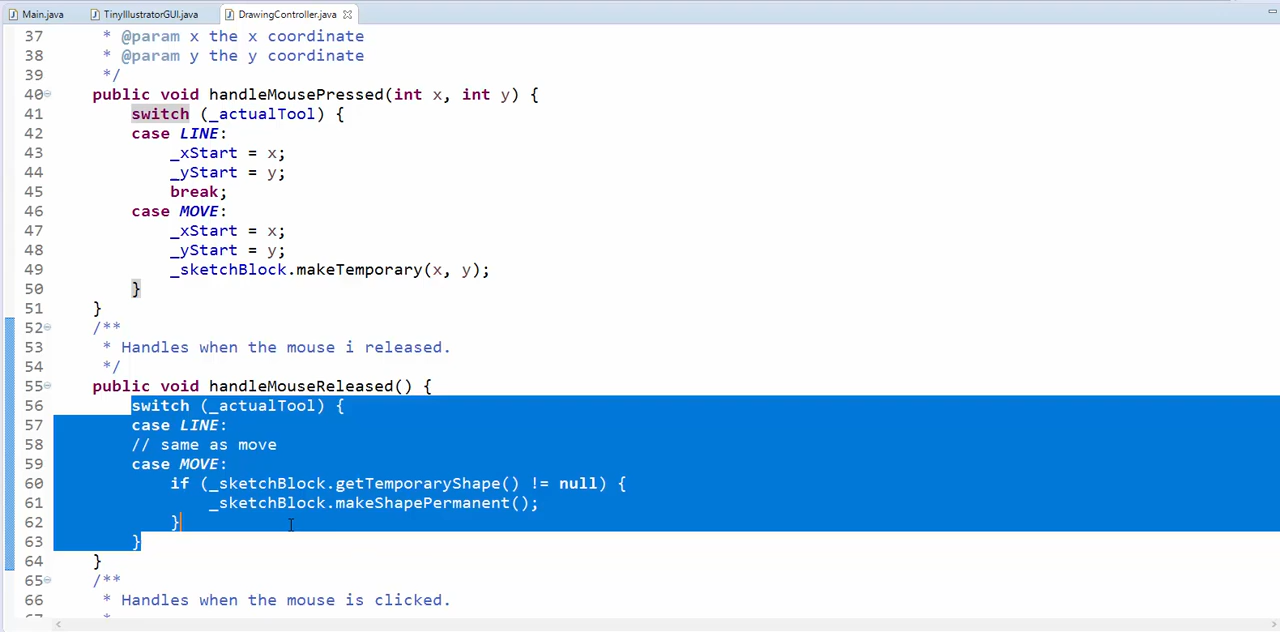 Main.java TinyIllustratorGUI.java DrawingController.java
37 * @param x the x coordinate
38 * @param y the y coordinate
39 */
40 public void handleMousePressed(int x, int y) {
41 switch (_actualTool) {
42 case LINE:
43 _xStart = x;
44 _yStart = y;
45 break;
46 case MOVE:
47 _xStart = x;
48 _yStart = y;
49 _sketchBlock.makeTemporary(x, y);
50 }
51 }
52 /**
53 * Handles when the mouse i released.
54 */
55 public void handleMouseReleased() {
56 switch (_actualTool) {
57 case LINE:
58 // same as move
59 case MOVE:
60 if (_sketchBlock.getTemporaryShape() != null) {
61 _sketchBlock.makeShapePermanent();
62 }
63 }
64 }
65 /**
66 * Handles when the mouse is clicked.
67 *